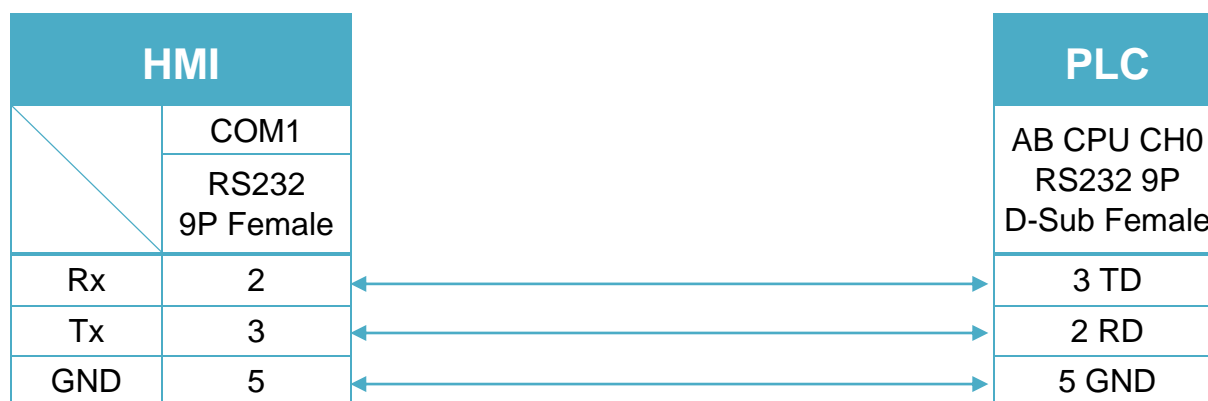 HMI
PLC
COM1
RS232
9P Female
AB CPU CH0
RS232 9P
D-Sub Female
Rx 2 3 TD
Tx 3 2 RD
GND 5 5 GND